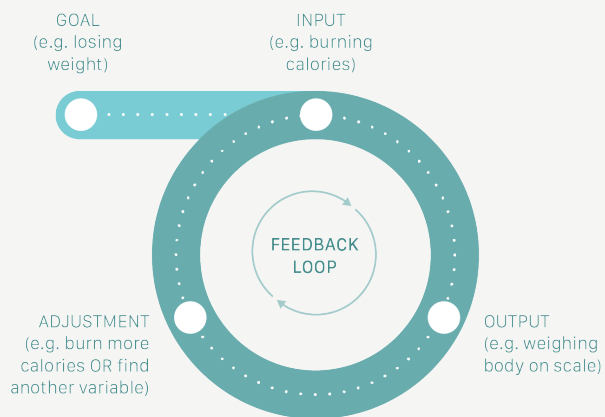 GOAL
(e.g. losing
weight)
INPUT
(e.g. burning
calories)
FEEDBACK
LOOP
ADJUSTMENT
(e.g. burn more
calories OR find
another variable)
OUTPUT
(e.g. weighing
body on scale)